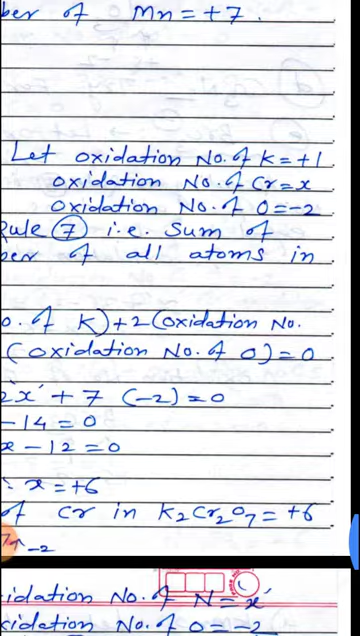 ber of Mn = +7.
Let oxidation No. of K = +1
oxidation No. of Cr = x
oxidation No. of O = -2
Rule 7 i.e. Sum of
ber of all atoms in
o. of K) + 2 (oxidation No.
(oxidation No. of O) = 0
2x + 7 (-2) = 0
-14 = 0
x - 12 = 0
∴ x = +6
of Cr in K2Cr2O7 = +6
-2
idation No. of N = x
xidation No. of O = -2